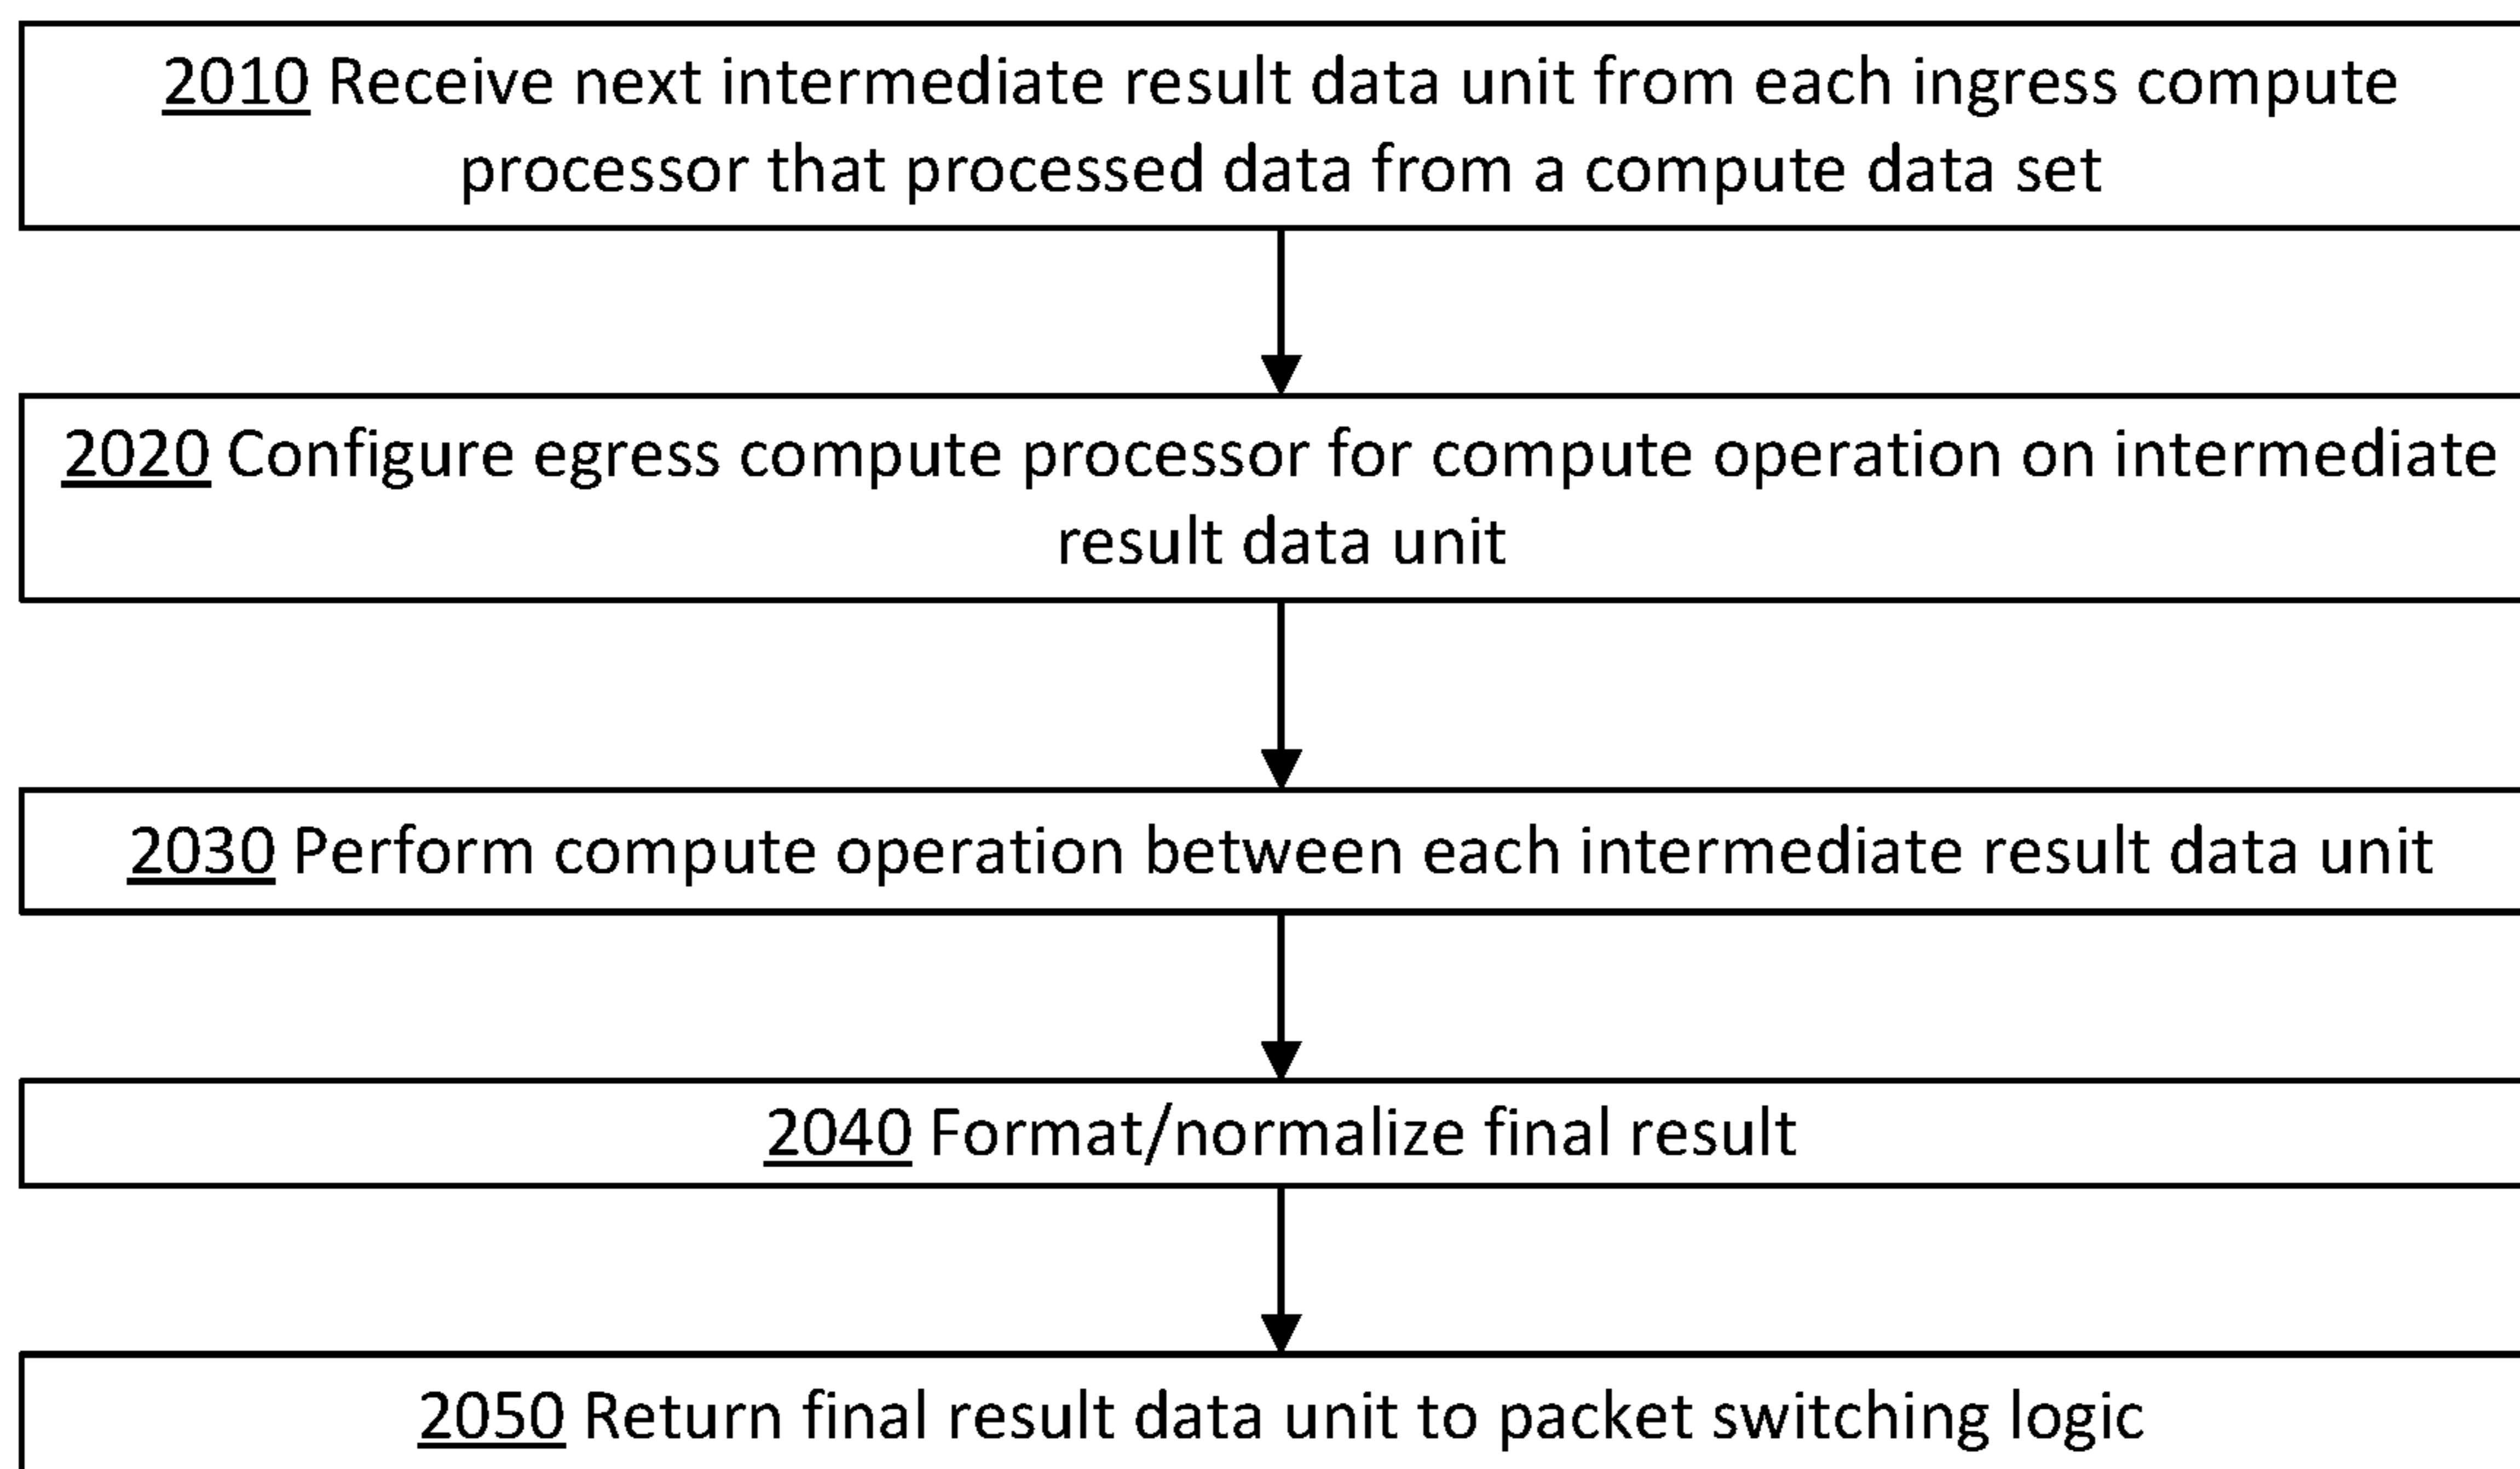 2010 Receive next intermediate result data unit from each ingress compute
processor that processed data from a compute data set
2020 Configure egress compute processor for compute operation on intermediate
result data unit
2030 Perform compute operation between each intermediate result data unit
2040 Format/normalize final result
2050 Return final result data unit to packet switching logic